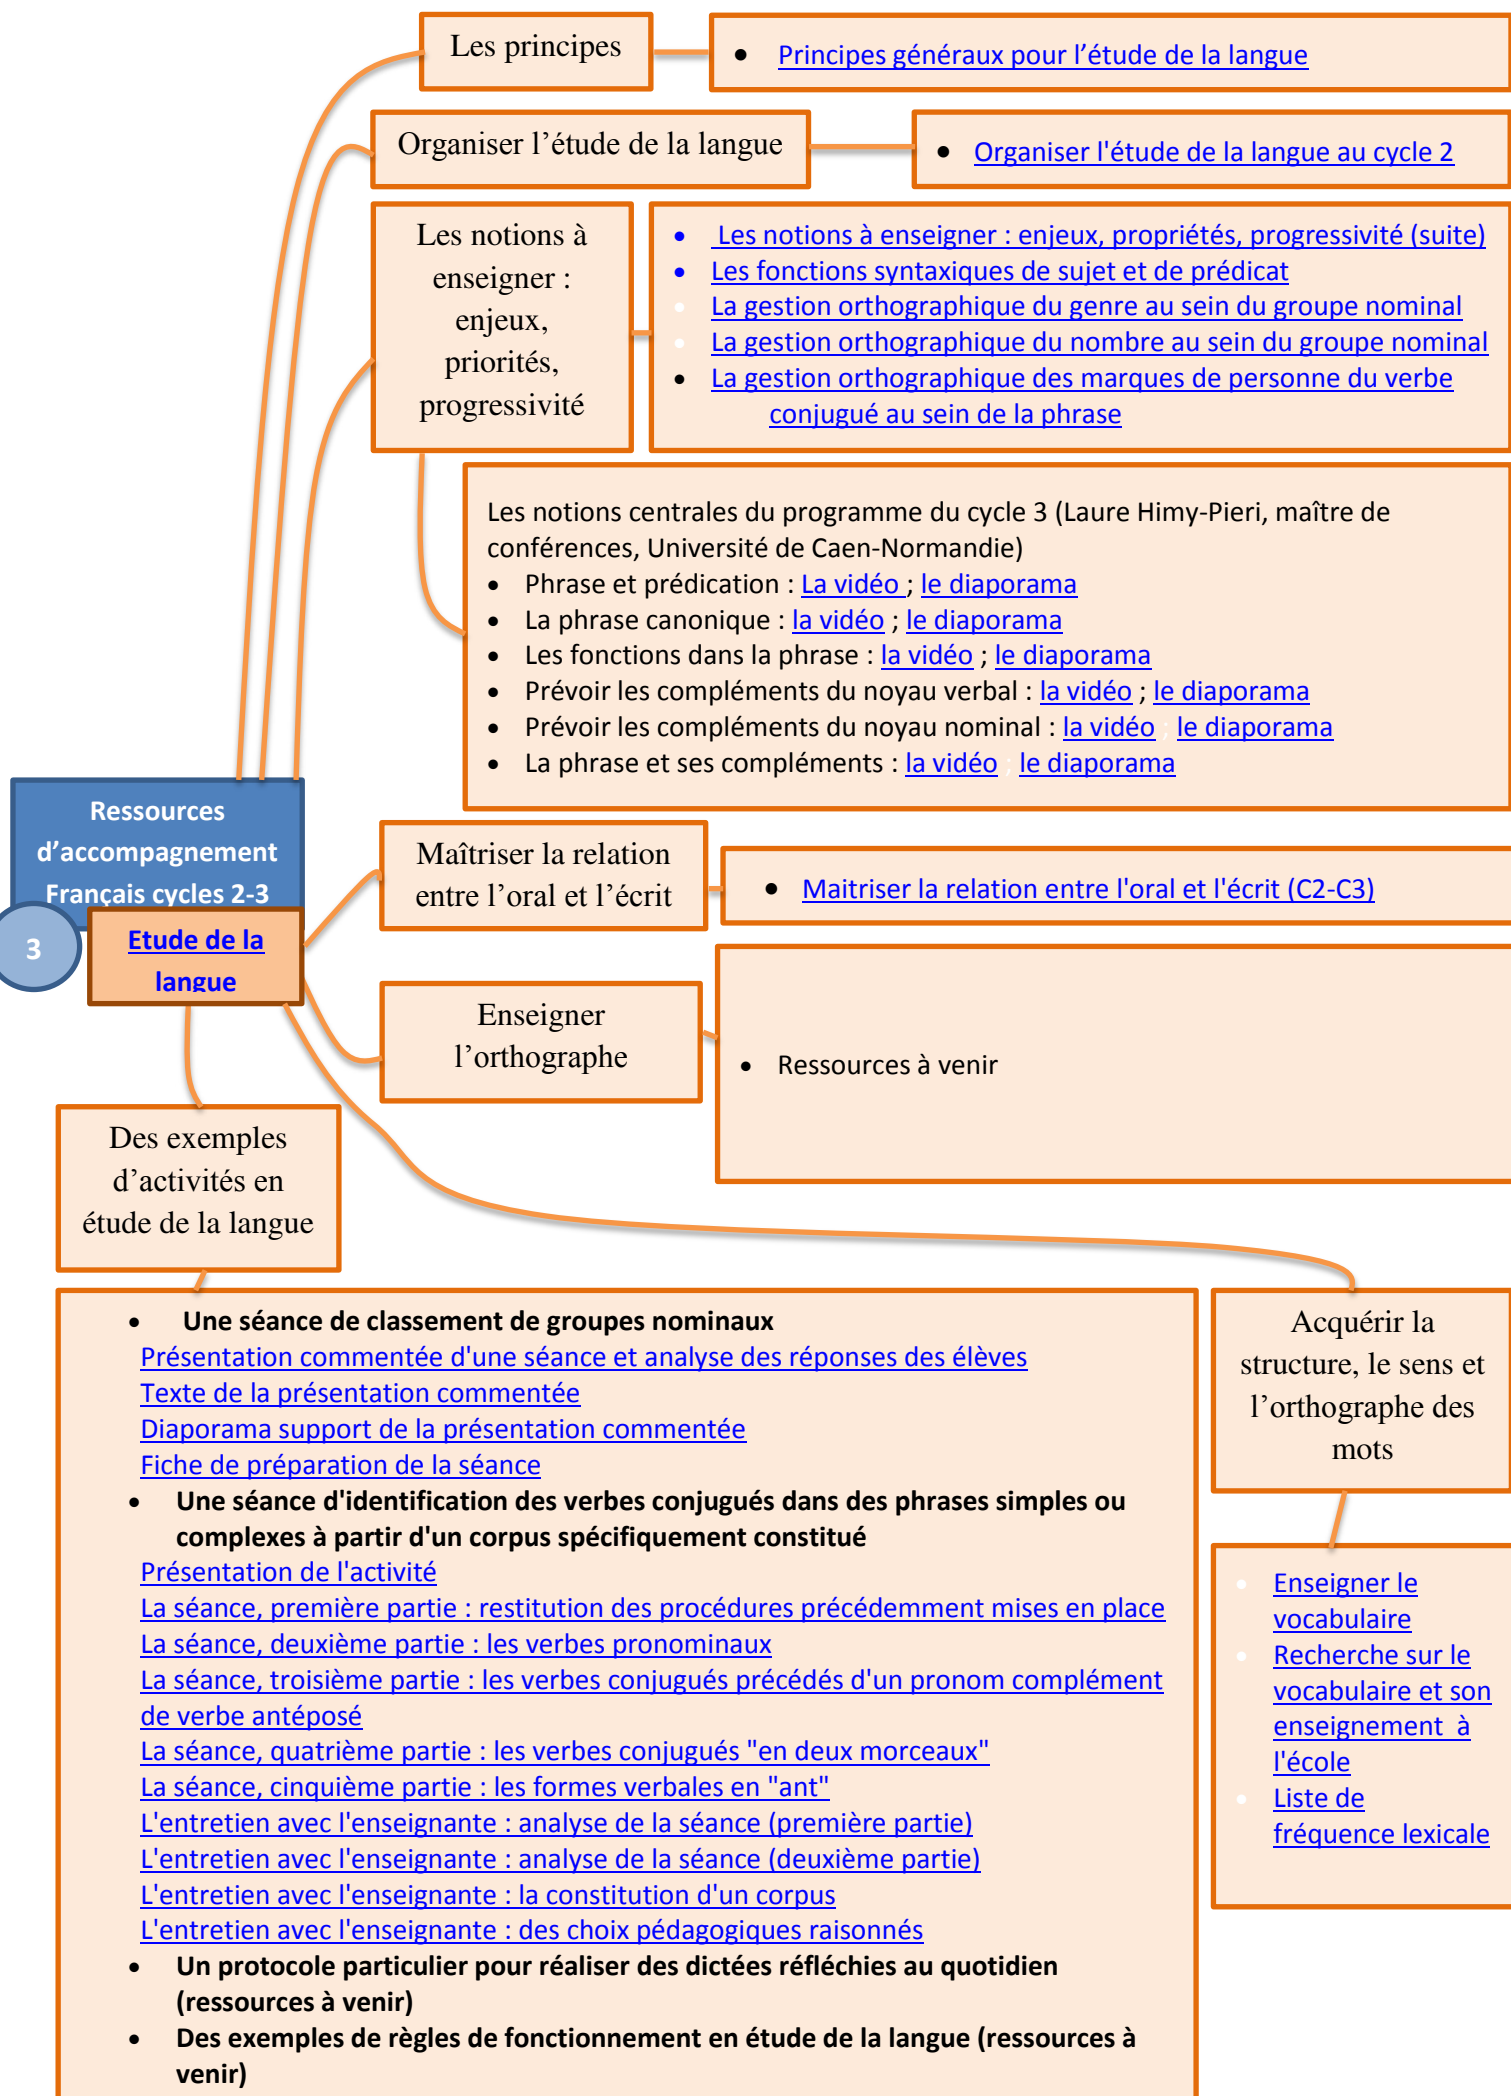 Les principes
• Principes généraux pour l’étude de la langue
Organiser l’étude de la langue
• Organiser l'étude de la langue au cycle 2
Les notions à
enseigner :
enjeux,
priorités,
progressivité
• Les notions à enseigner : enjeux, propriétés, progressivité (suite)
• Les fonctions syntaxiques de sujet et de prédicat
• La gestion orthographique du genre au sein du groupe nominal
• La gestion orthographique du nombre au sein du groupe nominal
• La gestion orthographique des marques de personne du verbe
conjugué au sein de la phrase
Les notions centrales du programme du cycle 3 (Laure Himy-Pieri, maître de
conférences, Université de Caen-Normandie)
• Phrase et prédication : La vidéo ; le diaporama
• La phrase canonique : la vidéo ; le diaporama
• Les fonctions dans la phrase : la vidéo ; le diaporama
• Prévoir les compléments du noyau verbal : la vidéo ; le diaporama
• Prévoir les compléments du noyau nominal : la vidéo ; le diaporama
• La phrase et ses compléments : la vidéo ; le diaporama
Ressources
d’accompagnement
Français cycles 2-3
3
Etude de la
langue
Maîtriser la relation
entre l’oral et l’écrit
• Maitriser la relation entre l'oral et l'écrit (C2-C3)
Enseigner
l’orthographe
• Ressources à venir
Des exemples
d’activités en
étude de la langue
• Une séance de classement de groupes nominaux
Présentation commentée d'une séance et analyse des réponses des élèves
Texte de la présentation commentée
Diaporama support de la présentation commentée
Fiche de préparation de la séance
• Une séance d'identification des verbes conjugués dans des phrases simples ou
complexes à partir d'un corpus spécifiquement constitué
Présentation de l'activité
La séance, première partie : restitution des procédures précédemment mises en place
La séance, deuxième partie : les verbes pronominaux
La séance, troisième partie : les verbes conjugués précédés d'un pronom complément
de verbe antéposé
La séance, quatrième partie : les verbes conjugués "en deux morceaux"
La séance, cinquième partie : les formes verbales en "ant"
L'entretien avec l'enseignante : analyse de la séance (première partie)
L'entretien avec l'enseignante : analyse de la séance (deuxième partie)
L'entretien avec l'enseignante : la constitution d'un corpus
L'entretien avec l'enseignante : des choix pédagogiques raisonnés
• Un protocole particulier pour réaliser des dictées réfléchies au quotidien
(ressources à venir)
• Des exemples de règles de fonctionnement en étude de la langue (ressources à
venir)
Acquérir la
structure, le sens et
l’orthographe des
mots
• Enseigner le
vocabulaire
• Recherche sur le
vocabulaire et son
enseignement à
l'école
• Liste de
fréquence lexicale